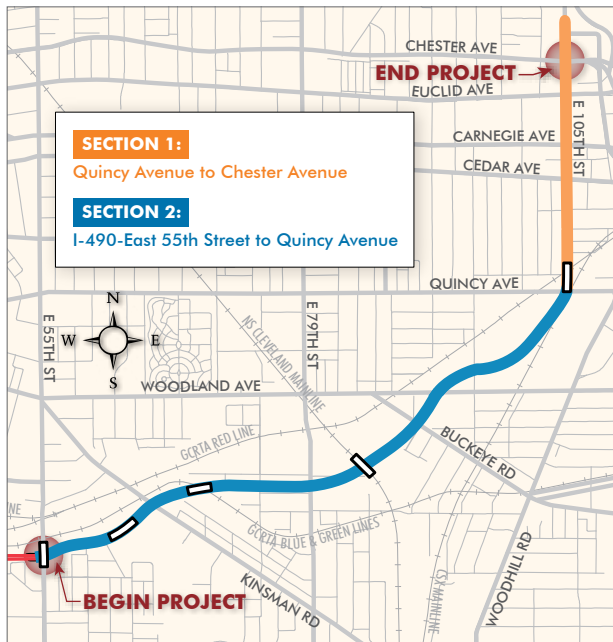 CHESTER AVE
END PROJECT
EUCLID AVE
E 105TH ST
CARNEGIE AVE
CEDAR AVE
SECTION 1:
Quincy Avenue to Chester Avenue
SECTION 2:
I-490-East 55th Street to Quincy Avenue
QUINCY AVE
N
W
E
S
E 55TH ST
E 79TH ST
NS CLEVELAND MAINLINE
WOODLAND AVE
GCRTA RED LINE
BUCKEYE RD
LINE
GCRTA BLUE & GREEN LINES
CSX MAINLINE
WOODHILL RD
KINSMAN RD
BEGIN PROJECT